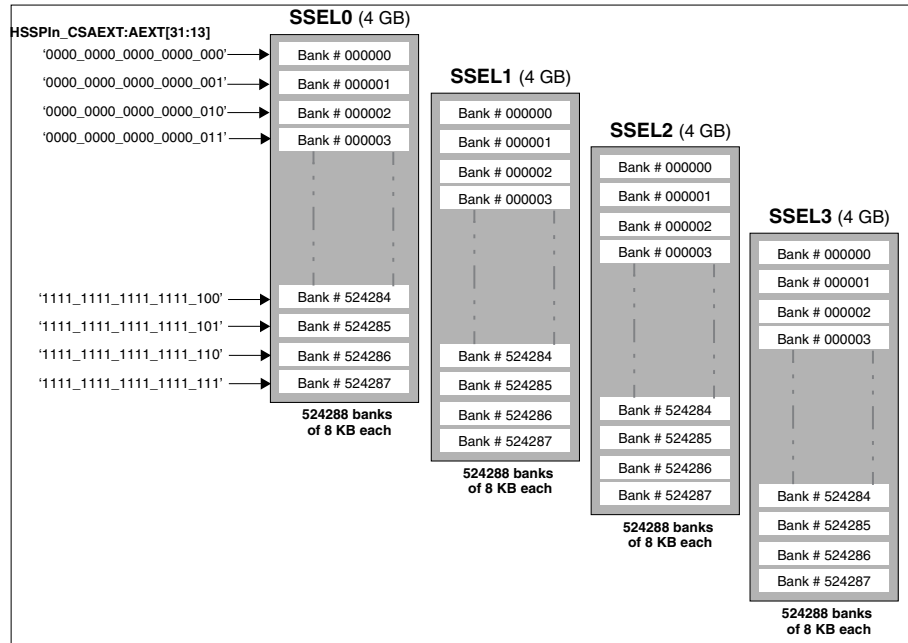 SSEL0 (4 GB)
HSSPIn_CSAEXT:AEXT[31:13]
‘0000_0000_0000_0000_000’
‘0000_0000_0000_0000_001’
‘0000_0000_0000_0000_010’
‘0000_0000_0000_0000_011’
‘1111_1111_1111_1111_100’
‘1111_1111_1111_1111_101’
‘1111_1111_1111_1111_110’
‘1111_1111_1111_1111_111’
Bank # 000000
Bank # 000001
Bank # 000002
Bank # 000003
Bank # 524284
Bank # 524285
Bank # 524286
Bank # 524287
524288 banks
of 8 KB each
SSEL1 (4 GB)
Bank # 000000
Bank # 000001
Bank # 000002
Bank # 000003
Bank # 524284
Bank # 524285
Bank # 524286
Bank # 524287
524288 banks
of 8 KB each
SSEL2 (4 GB)
Bank # 000000
Bank # 000001
Bank # 000002
Bank # 000003
Bank # 524284
Bank # 524285
Bank # 524286
Bank # 524287
524288 banks
of 8 KB each
SSEL3 (4 GB)
Bank # 000000
Bank # 000001
Bank # 000002
Bank # 000003
Bank # 524284
Bank # 524285
Bank # 524286
Bank # 524287
524288 banks
of 8 KB each